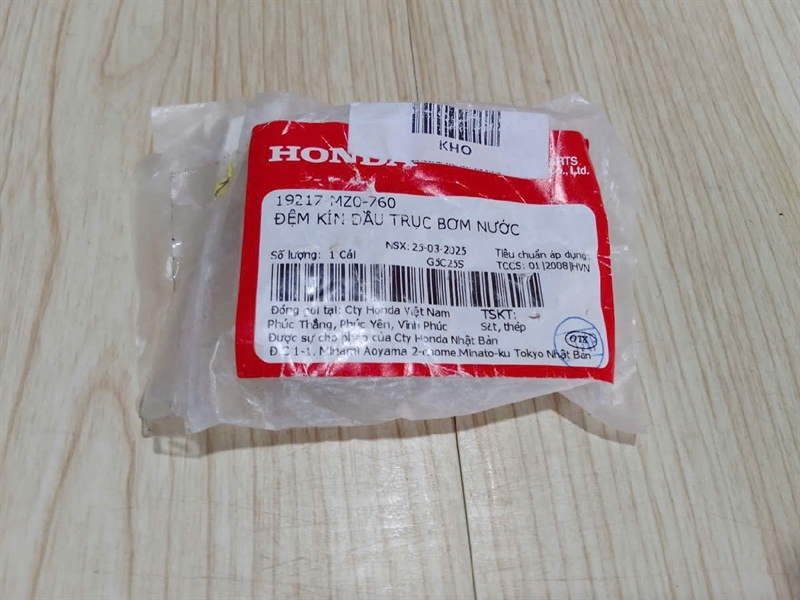 KHO
HONDA
Co., Ltd.
19217-MZ0-760
ĐỆM KÍN DẦU TRỤC BƠM NƯỚC
NSX: 25-03-2025 Tiêu chuẩn áp dụng:
Số lượng: 1 Cái G5C25S TCCS: 01|2008|HVN
Đóng gói tại: Cty Honda Việt Nam TSKT:
Phúc Thắng, Phúc Yên, Vĩnh Phúc Sắt, thép
Được sự cho phép của Cty Honda Nhật Bản
Đ/C 1-1, Minami Aoyama 2-chome.Minato-ku Tokyo Nhật Bản